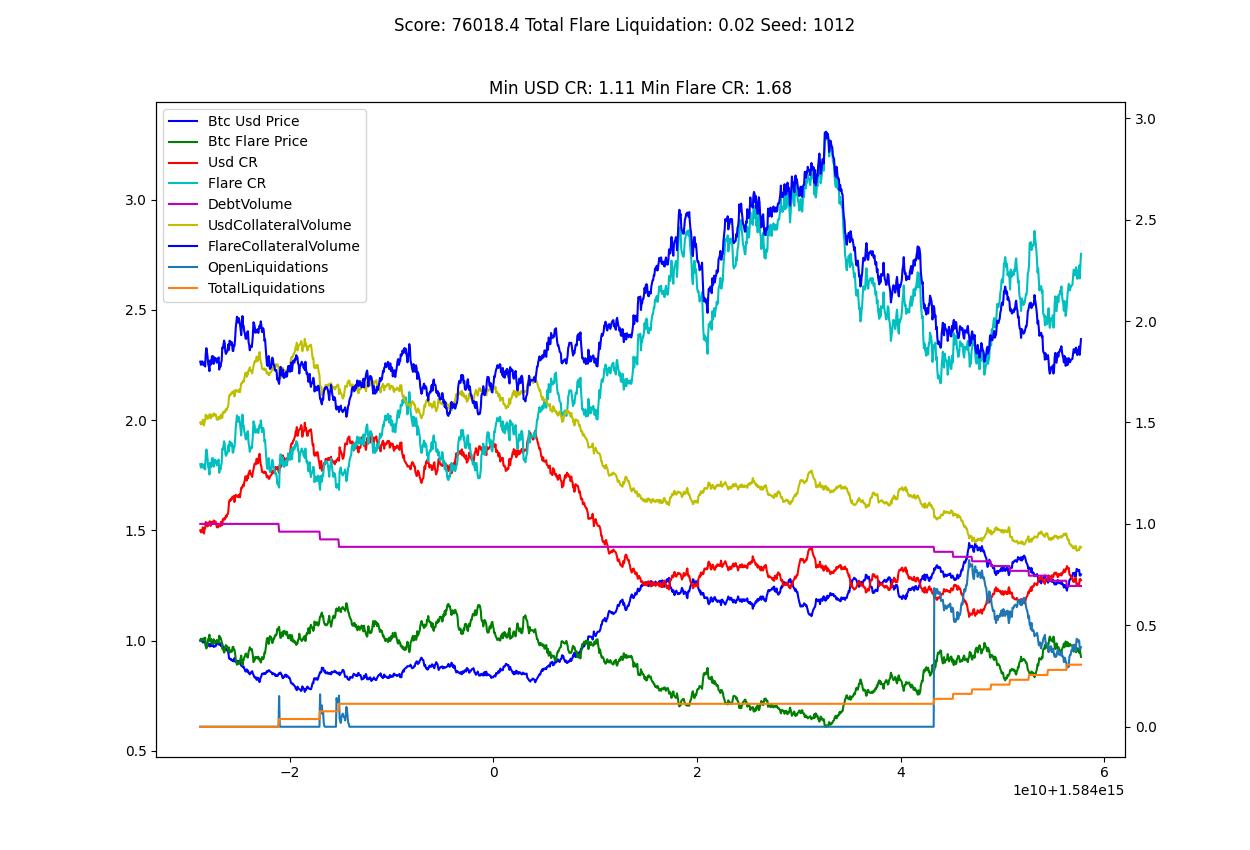 Score: 76018.4 Total Flare Liquidation: 0.02 Seed: 1012
Min USD CR: 1.11 Min Flare CR: 1.68
Btc Usd Price
Btc Flare Price
Usd CR
Flare CR
DebtVolume
UsdCollateralVolume
FlareCollateralVolume
OpenLiquidations
TotalLiquidations
3.0
2.5
2.0
1.5
1.0
0.5
3.0
2.5
2.0
1.5
1.0
0.5
0.0
−2 0 2 4 6
1e10+1.584e15